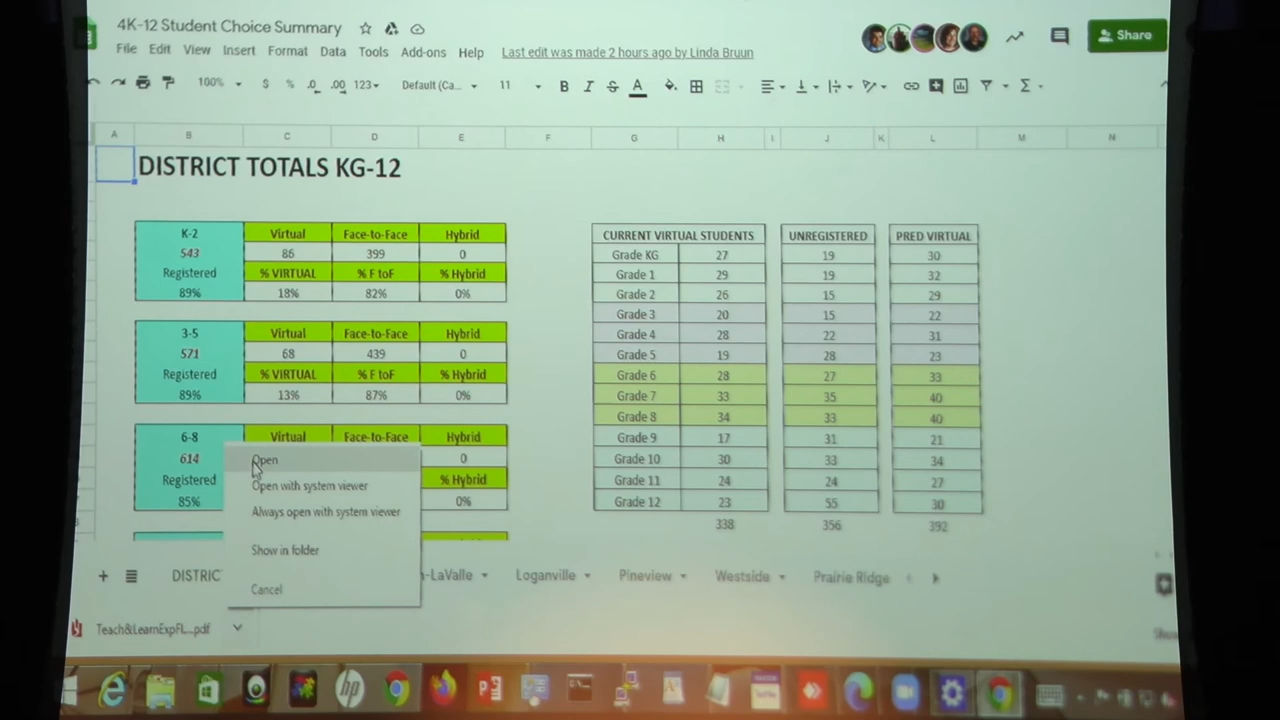 4K-12 Student Choice Summary
File Edit View Insert Format Data Tools Add-ons Help Last edit was made 2 hours ago by Linda Bruun
Share
100% $ % .0 .00 123 Default (Ca... 11 B I S A
A B C D E F G H I J K L M N
DISTRICT TOTALS KG-12
K-2 Virtual Face-to-Face Hybrid
543 86 399 0
Registered % VIRTUAL % F toF % Hybrid
89% 18% 82% 0%
3-5 Virtual Face-to-Face Hybrid
571 68 439 0
Registered % VIRTUAL % F toF % Hybrid
89% 13% 87% 0%
6-8 Virtual Face-to-Face Hybrid
614 0
Registered % Hybrid
85% 0%
CURRENT VIRTUAL STUDENTS UNREGISTERED PRED VIRTUAL
Grade KG 27 19 30
Grade 1 29 19 32
Grade 2 26 15 29
Grade 3 20 15 22
Grade 4 28 22 31
Grade 5 19 28 23
Grade 6 28 27 33
Grade 7 33 35 40
Grade 8 34 33 40
Grade 9 17 31 21
Grade 10 30 33 34
Grade 11 24 24 27
Grade 12 23 55 30
338 356 392
Open
Open with system viewer
Always open with system viewer
Show in folder
Cancel
DISTRIC n-LaValle Loganville Pineview Westside Prairie Ridge
Teach&LearnExpFL...pdf